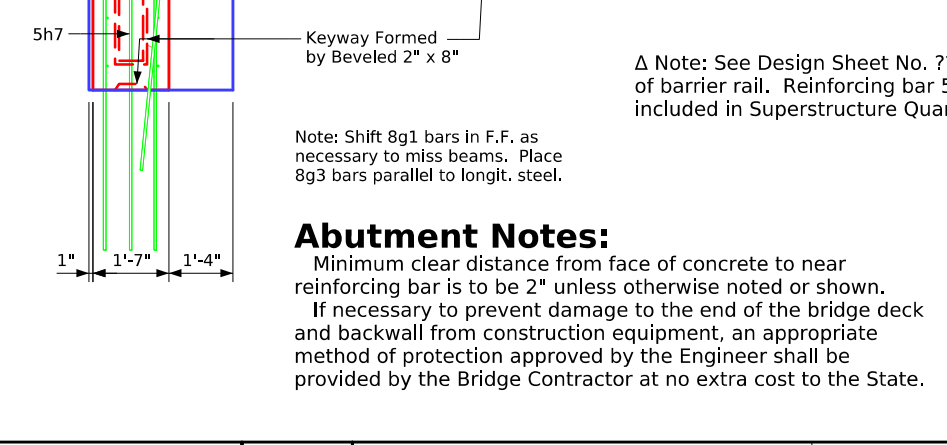 5h7
Keyway Formed
by Beveled 2" x 8"
Δ Note: See Design Sheet No.
of barrier rail. Reinforcing bar
included in Superstructure
Note: Shift 8g1 bars in F.F. as
necessary to miss beams. Place
8g3 bars parallel to longit. steel.
1" 1'-7" 1'-4"
Abutment Notes:
Minimum clear distance from face of concrete to near
reinforcing bar is to be 2" unless otherwise noted or shown.
If necessary to prevent damage to the end of the bridge deck
and backwall from construction equipment, an appropriate
method of protection approved by the Engineer shall be
provided by the Bridge Contractor at no extra cost to the State.